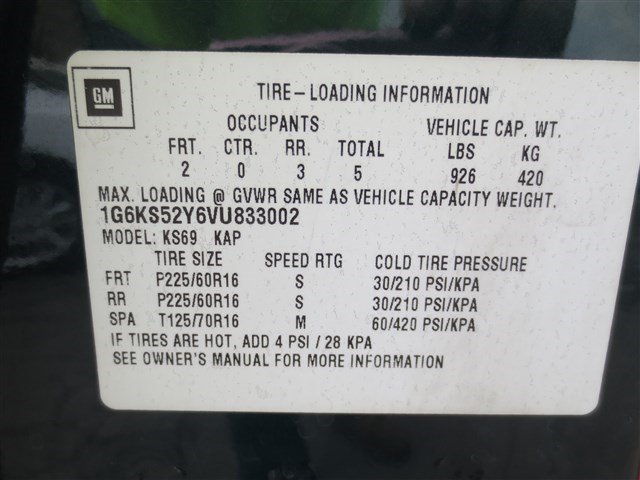 GM
TIRE-LOADING INFORMATION
OCCUPANTS VEHICLE CAP. WT.
FRT. CTR. RR. TOTAL LBS KG
2 0 3 5 926 420
MAX. LOADING @ GVWR SAME AS VEHICLE CAPACITY WEIGHT.
1G6KS52Y6VU833002
MODEL: KS69 KAP
TIRE SIZE SPEED RTG COLD TIRE PRESSURE
FRT P225/60R16 S 30/210 PSI/KPA
RR P225/60R16 S 30/210 PSI/KPA
SPA T125/70R16 M 60/420 PSI/KPA
IF TIRES ARE HOT, ADD 4 PSI / 28 KPA
SEE OWNER'S MANUAL FOR MORE INFORMATION